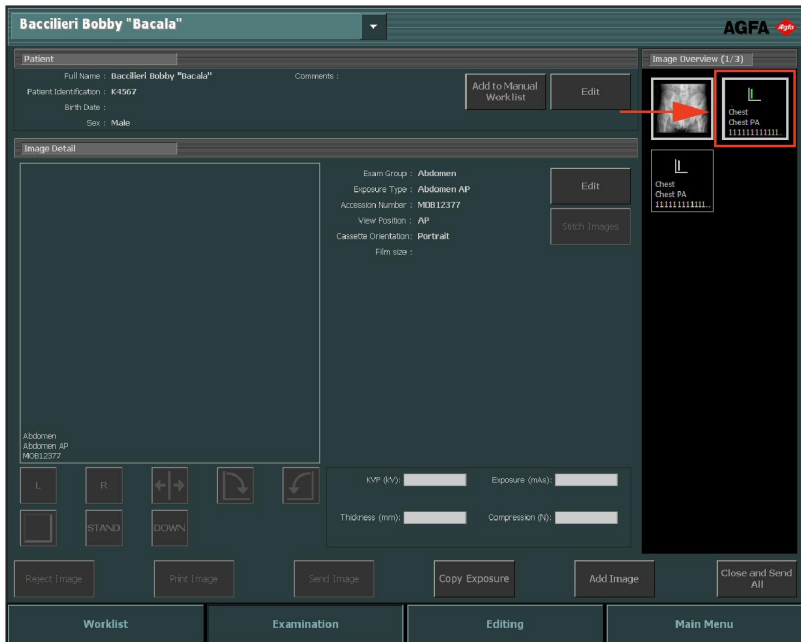 Baccilieri Bobby "Bacala"
AGFA Agfa
Patient
Full Name : Baccilieri Bobby "Bacala"
Comments :
Patient Identification : K4567
Birth Date :
Sex : Male
Add to Manual
Worklist
Edit
Image Overview (1/3)
Chest
Chest PA
111111111111..
Chest
Chest PA
111111111111..
Image Detail
Exam Group : Abdomen
Exposure Type : Abdomen AP
Accession Number : MOB12377
View Position : AP
Cassette Orientation: Portrait
Film size :
Edit
Stitch Images
Abdomen
Abdomen AP
MOB12377
L
R
STAND
DOWN
KVP (kV):
Exposure (mAs):
Thickness (mm):
Compression (N):
Reject Image
Print Image
Send Image
Copy Exposure
Add Image
Close and Send
All
Worklist
Examination
Editing
Main Menu